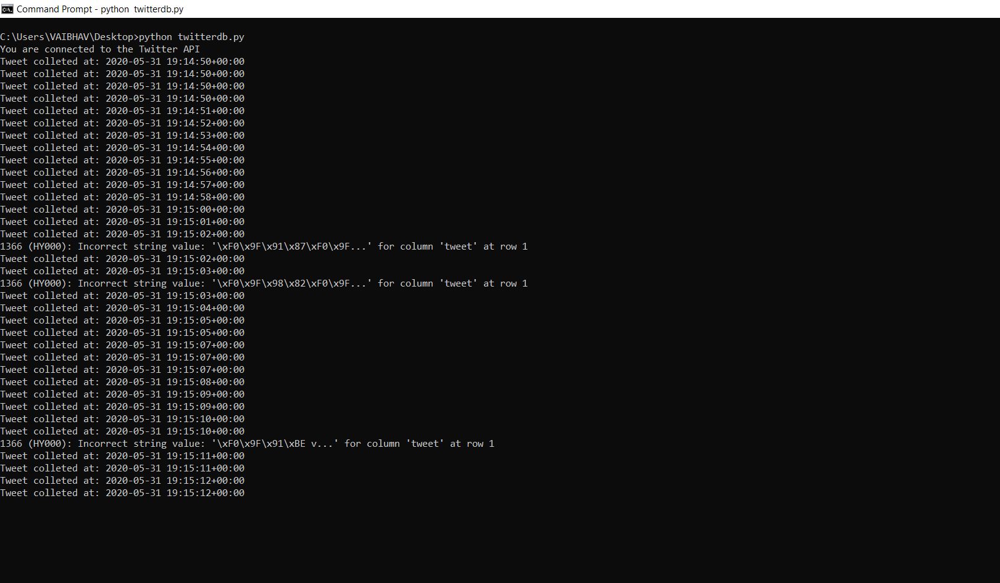 Command Prompt - python  twitterdb.py
C:\Users\VAIBHAV\Desktop>python twitterdb.py
You are connected to the Twitter API
Tweet colleted at: 2020-05-31 19:14:50+00:00
Tweet colleted at: 2020-05-31 19:14:50+00:00
Tweet colleted at: 2020-05-31 19:14:50+00:00
Tweet colleted at: 2020-05-31 19:14:50+00:00
Tweet colleted at: 2020-05-31 19:14:51+00:00
Tweet colleted at: 2020-05-31 19:14:52+00:00
Tweet colleted at: 2020-05-31 19:14:53+00:00
Tweet colleted at: 2020-05-31 19:14:54+00:00
Tweet colleted at: 2020-05-31 19:14:55+00:00
Tweet colleted at: 2020-05-31 19:14:56+00:00
Tweet colleted at: 2020-05-31 19:14:57+00:00
Tweet colleted at: 2020-05-31 19:14:58+00:00
Tweet colleted at: 2020-05-31 19:15:00+00:00
Tweet colleted at: 2020-05-31 19:15:01+00:00
Tweet colleted at: 2020-05-31 19:15:02+00:00
1366 (HY000): Incorrect string value: '\xF0\x9F\x91\x87\xF0\x9F...' for column 'tweet' at row 1
Tweet colleted at: 2020-05-31 19:15:02+00:00
Tweet colleted at: 2020-05-31 19:15:03+00:00
1366 (HY000): Incorrect string value: '\xF0\x9F\x98\x82\xF0\x9F...' for column 'tweet' at row 1
Tweet colleted at: 2020-05-31 19:15:03+00:00
Tweet colleted at: 2020-05-31 19:15:04+00:00
Tweet colleted at: 2020-05-31 19:15:05+00:00
Tweet colleted at: 2020-05-31 19:15:05+00:00
Tweet colleted at: 2020-05-31 19:15:07+00:00
Tweet colleted at: 2020-05-31 19:15:07+00:00
Tweet colleted at: 2020-05-31 19:15:07+00:00
Tweet colleted at: 2020-05-31 19:15:08+00:00
Tweet colleted at: 2020-05-31 19:15:09+00:00
Tweet colleted at: 2020-05-31 19:15:09+00:00
Tweet colleted at: 2020-05-31 19:15:10+00:00
Tweet colleted at: 2020-05-31 19:15:10+00:00
1366 (HY000): Incorrect string value: '\xF0\x9F\x91\xBE v...' for column 'tweet' at row 1
Tweet colleted at: 2020-05-31 19:15:11+00:00
Tweet colleted at: 2020-05-31 19:15:11+00:00
Tweet colleted at: 2020-05-31 19:15:12+00:00
Tweet colleted at: 2020-05-31 19:15:12+00:00